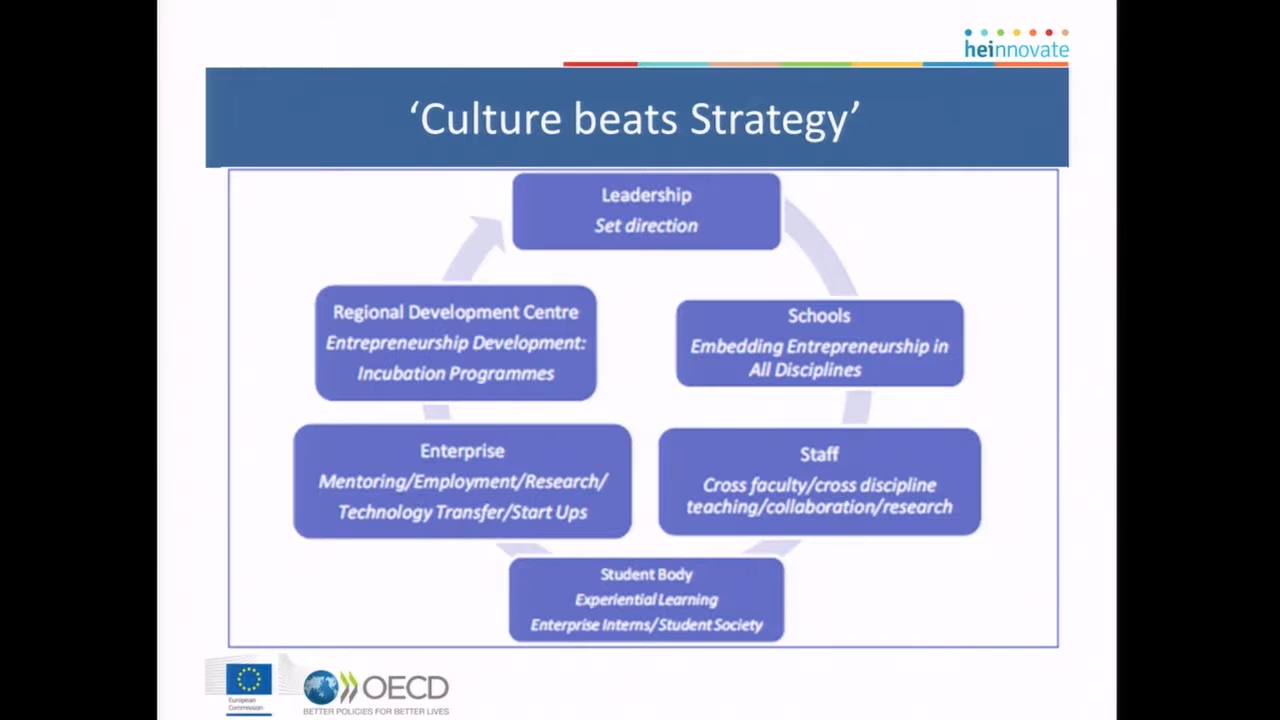 heinnovate
‘Culture beats Strategy’
Leadership
Set direction
Schools
Embedding Entrepreneurship in
All Disciplines
Staff
Cross faculty/cross discipline
teaching/collaboration/research
Student Body
Experiential Learning
Enterprise Interns/ Student Society
Enterprise
Mentoring/Employment/Research/
Technology Transfer/Start Ups
Regional Development Centre
Entrepreneurship Development:
Incubation Programmes
European
Commission
OECD
BETTER POLICIES FOR BETTER LIVES